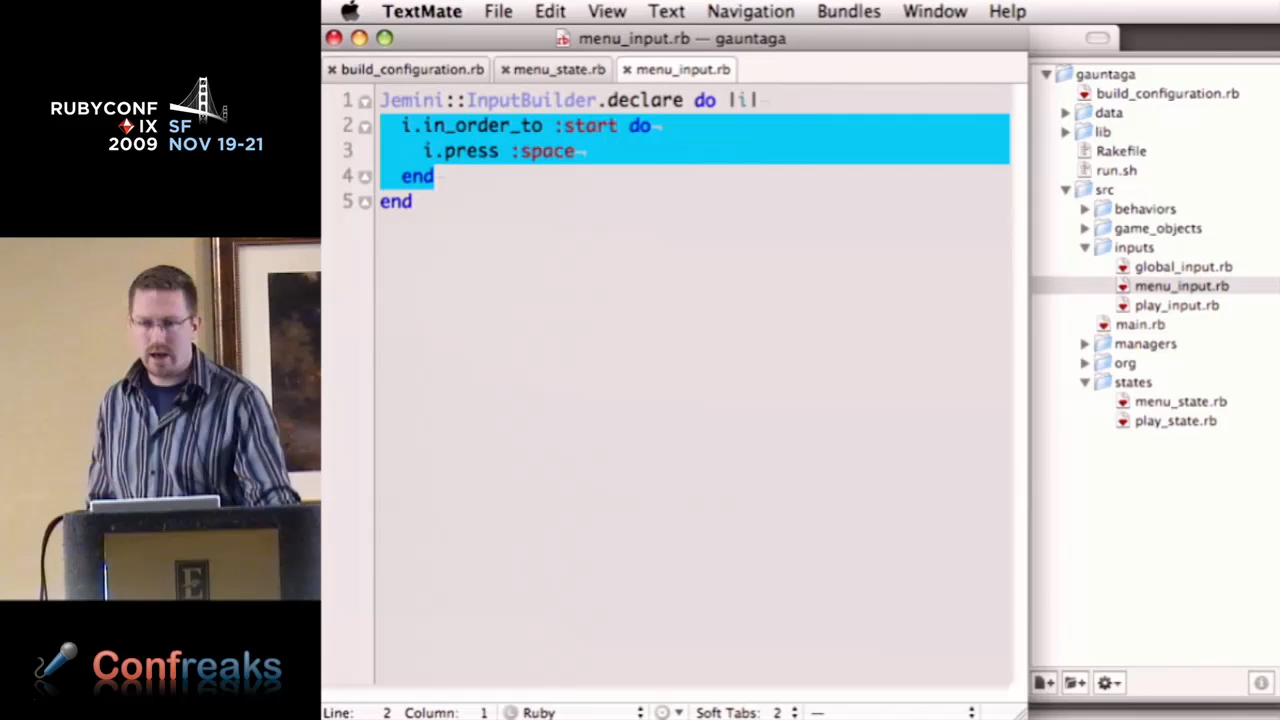 TextMate File Edit View Text Navigation Bundles Window Help
menu_input.rb — gauntaga
build_configuration.rb menu_state.rb menu_input.rb
1 Jemini::InputBuilder.declare do |i|
2 i.in_order_to :start do
3 i.press :space
4 end
5 end
Line: 2 Column: 1 Ruby Soft Tabs: 2 —
gauntaga
build_configuration.rb
data
lib
Rakefile
run.sh
src
behaviors
game_objects
inputs
global_input.rb
menu_input.rb
play_input.rb
main.rb
managers
org
states
menu_state.rb
play_state.rb
RUBYCONF
IX SF
2009 NOV 19-21
E
Confreaks